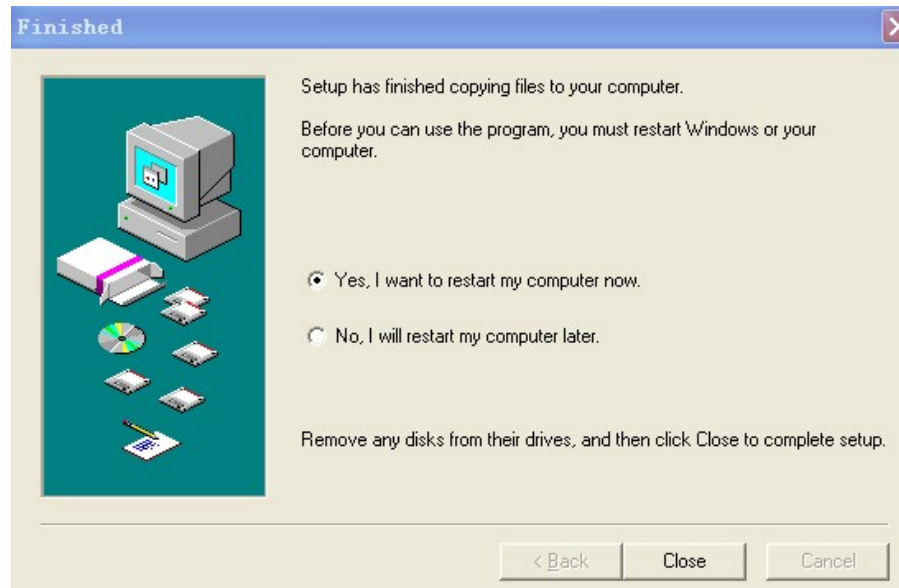 Finished
Setup has finished copying files to your computer.
Before you can use the program, you must restart Windows or your
computer.
Yes, I want to restart my computer now.
No, I will restart my computer later.
Remove any disks from their drives, and then click Close to complete setup.
< Back
Close
Cancel